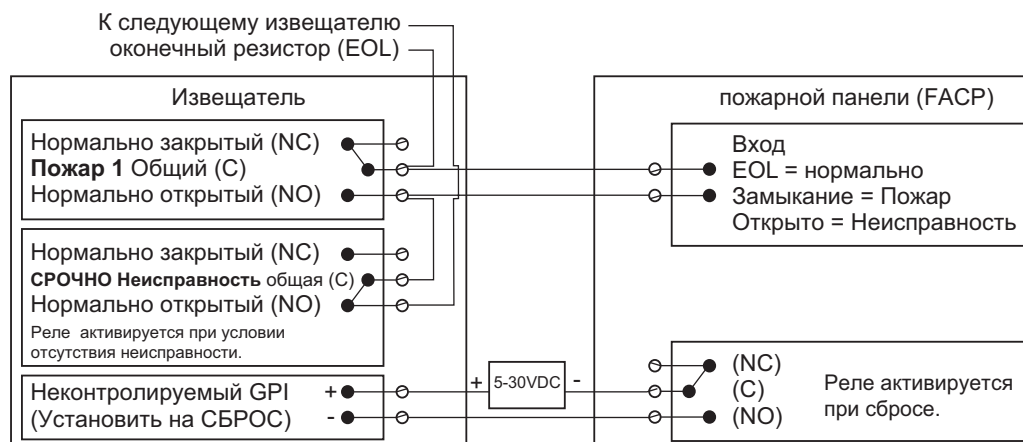 К следующему извещателю
оконечный резистор (EOL)
Извещатель
Нормально закрытый (NC)
Пожар 1 Общий (C)
Нормально открытый (NO)
Нормально закрытый (NC)
СРОЧНО Неисправность общая (C)
Нормально открытый (NO)
Реле активируется при условии
отсутствия неисправности.
Неконтролируемый GPI +
(Установить на СБРОС) -
+ 5-30VDC -
пожарной панели (FACP)
Вход
EOL = нормально
Замыкание = Пожар
Открыто = Неисправность
(NC)
(C)
(NO)
Реле активируется
при сбросе.